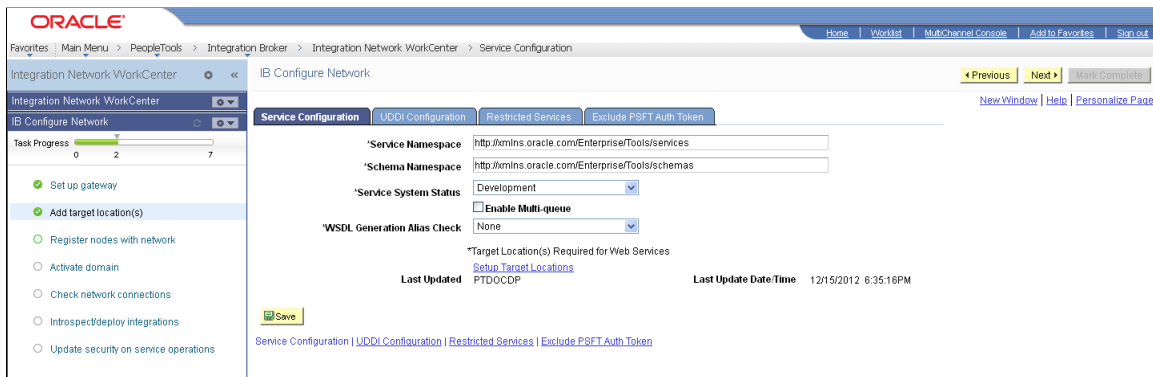 ORACLE'
Home | Worklist | MultiChannel Console | Add to Favorites | Sign out
Favorites | Main Menu > PeopleTools > Integration Broker > Integration Network WorkCenter > Service Configuration
Integration Network WorkCenter «
Integration Network WorkCenter
IB Configure Network
Task Progress
0 2 7
Set up gateway
Add target location(s)
Register nodes with network
Activate domain
Check network connections
Introspect/deploy integrations
Update security on service operations
IB Configure Network
Previous Next Mark Complete
New Window | Help | Personalize Page
Service Configuration UDDI Configuration Restricted Services Exclude PSFT Auth Token
*Service Namespace http://xmlns.oracle.com/Enterprise/Tools/services
*Schema Namespace http://xmlns.oracle.com/Enterprise/Tools/schemas
*Service System Status Development
Enable Multi-queue
*WSDL Generation Alias Check None
*Target Location(s) Required for Web Services
Setup Target Locations
Last Updated PTDOCDP Last Update Date/Time 12/15/2012 6:35:16PM
Save
Service Configuration | UDDI Configuration | Restricted Services | Exclude PSFT Auth Token